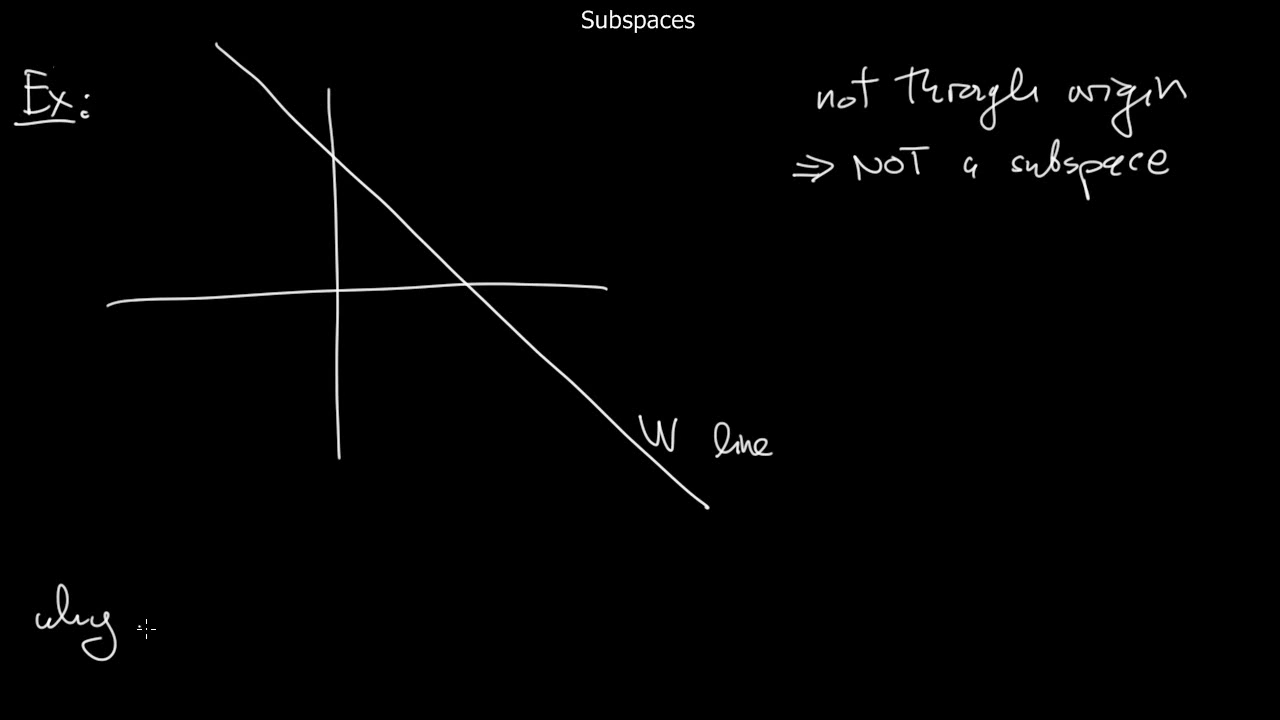 Subspaces
Ex:
not through origin
⇒ NOT a subspace
W line
why